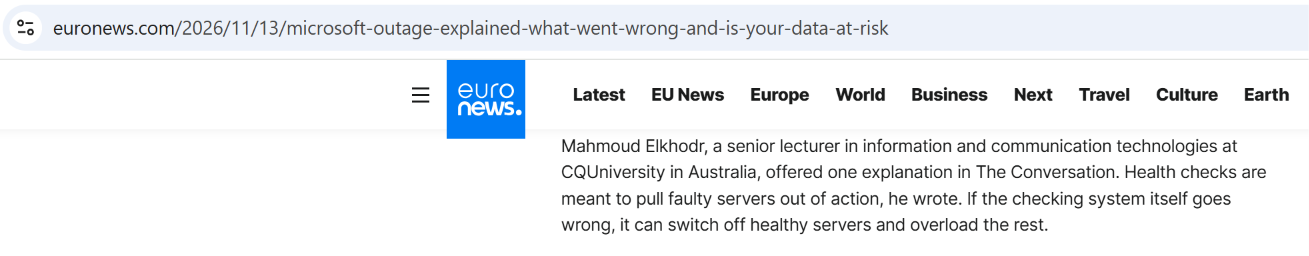 euronews.com/2026/11/13/microsoft-outage-explained-what-went-wrong-and-is-your-data-at-risk
euro
news.
Latest EU News Europe World Business Next Travel Culture Earth
Mahmoud Elkhodr, a senior lecturer in information and communication technologies at
CQUniversity in Australia, offered one explanation in The Conversation. Health checks are
meant to pull faulty servers out of action, he wrote. If the checking system itself goes
wrong, it can switch off healthy servers and overload the rest.